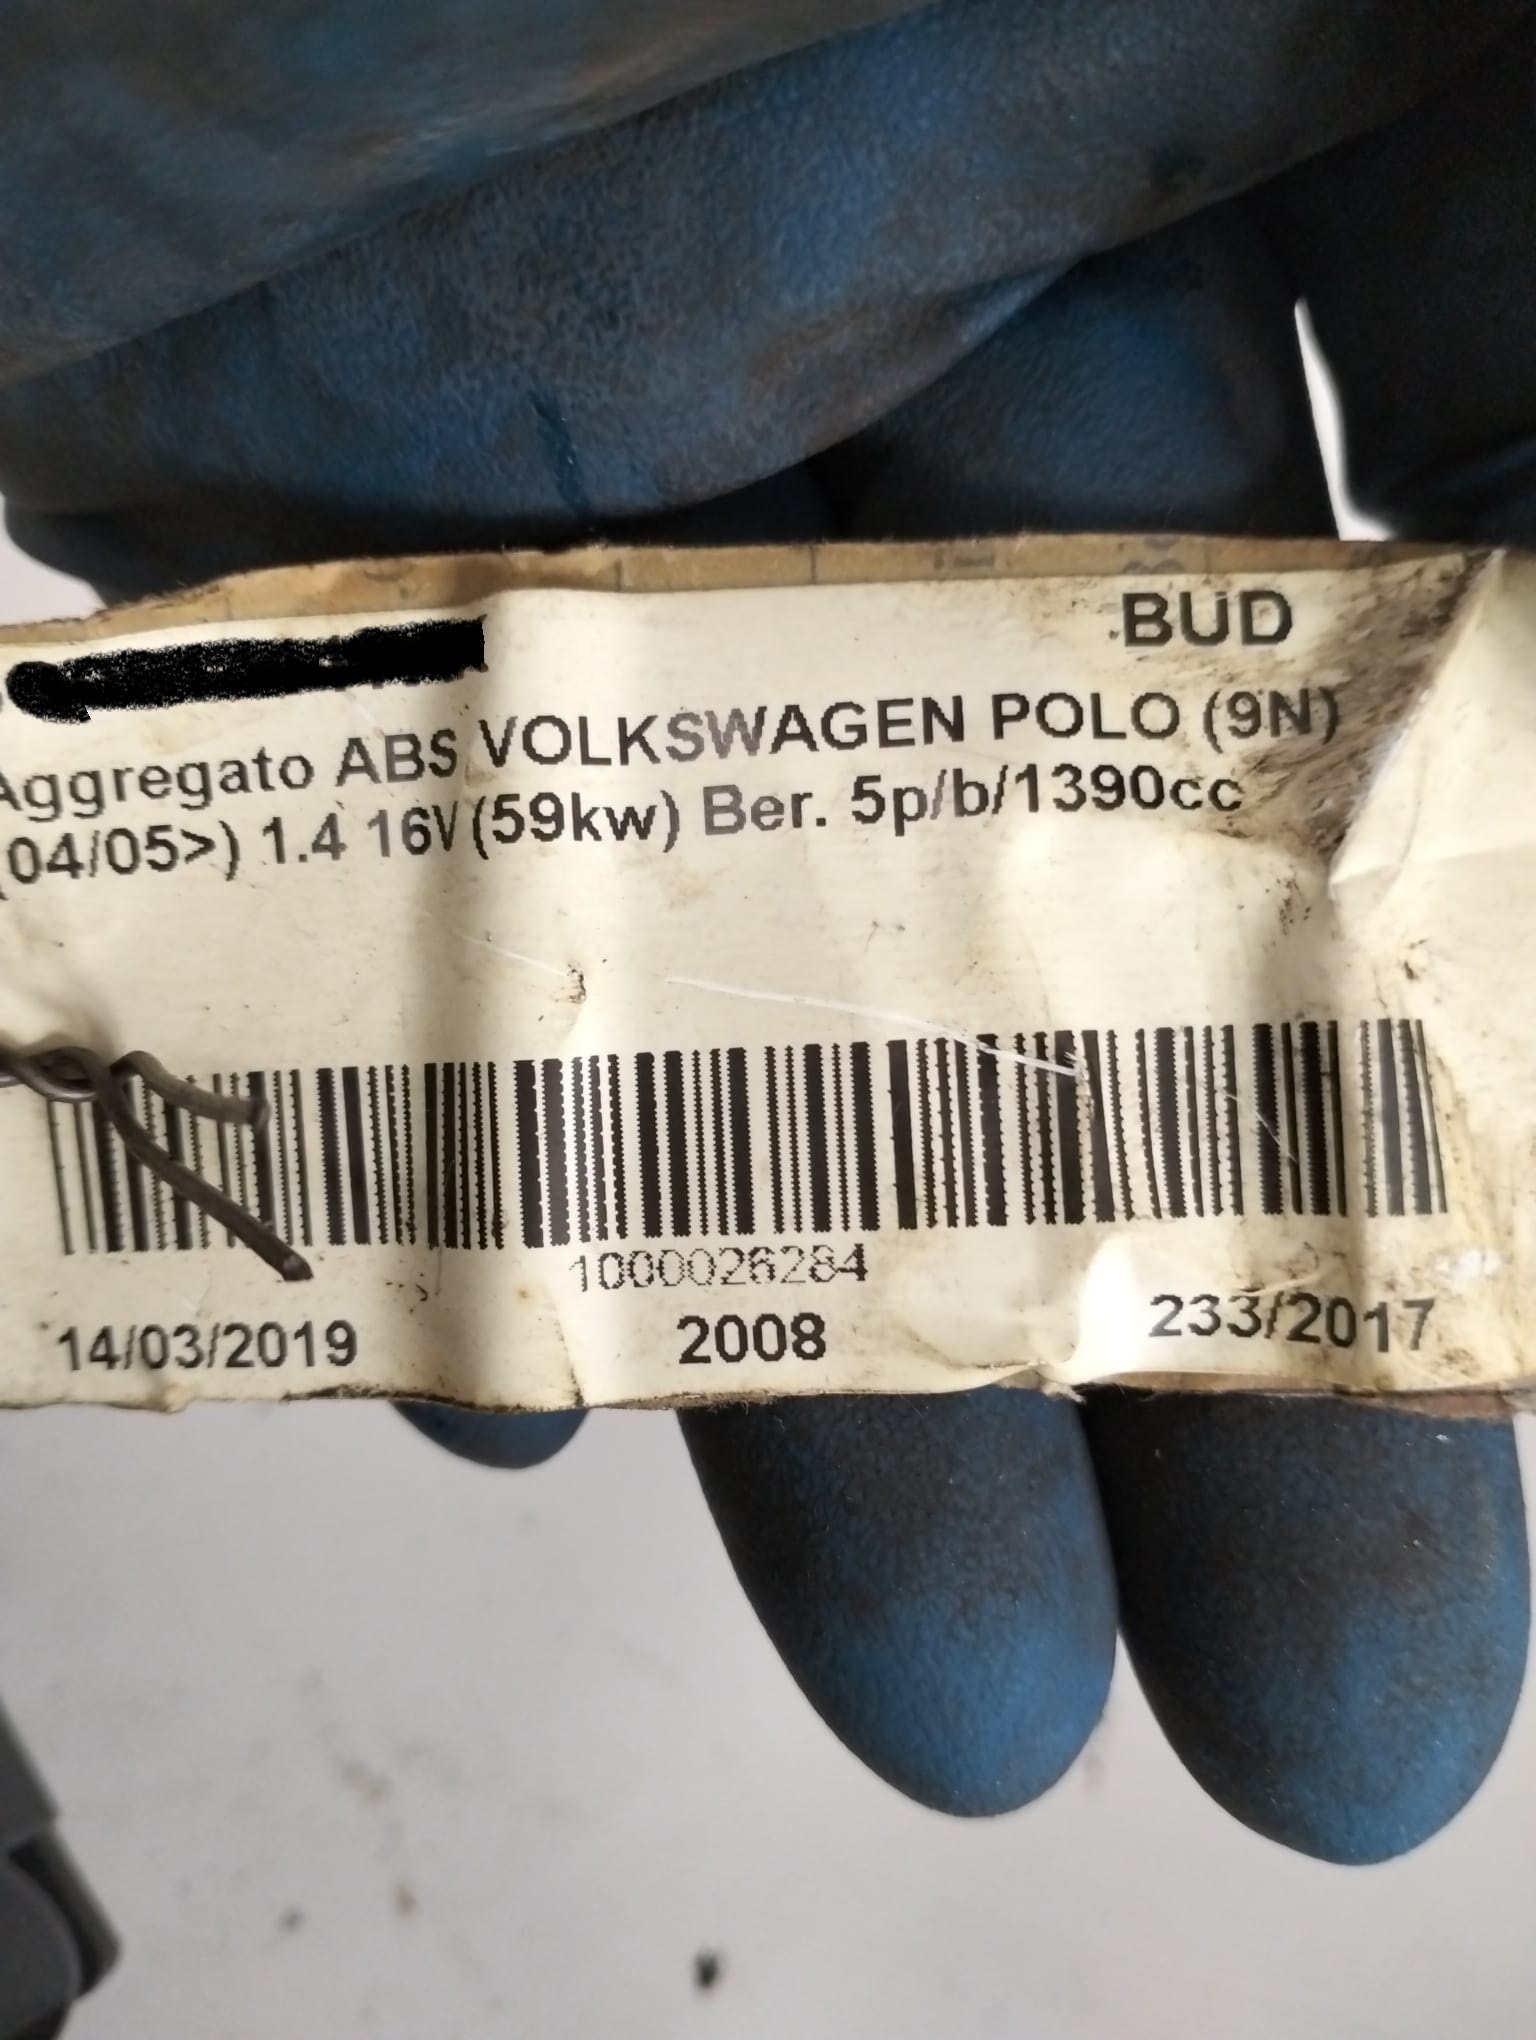 BUD
Aggregato ABS VOLKSWAGEN POLO (9N)
(04/05>) 1.4 16V (59kw) Ber. 5p/b/1390cc
1000026284
14/03/2019 2008 233/2017